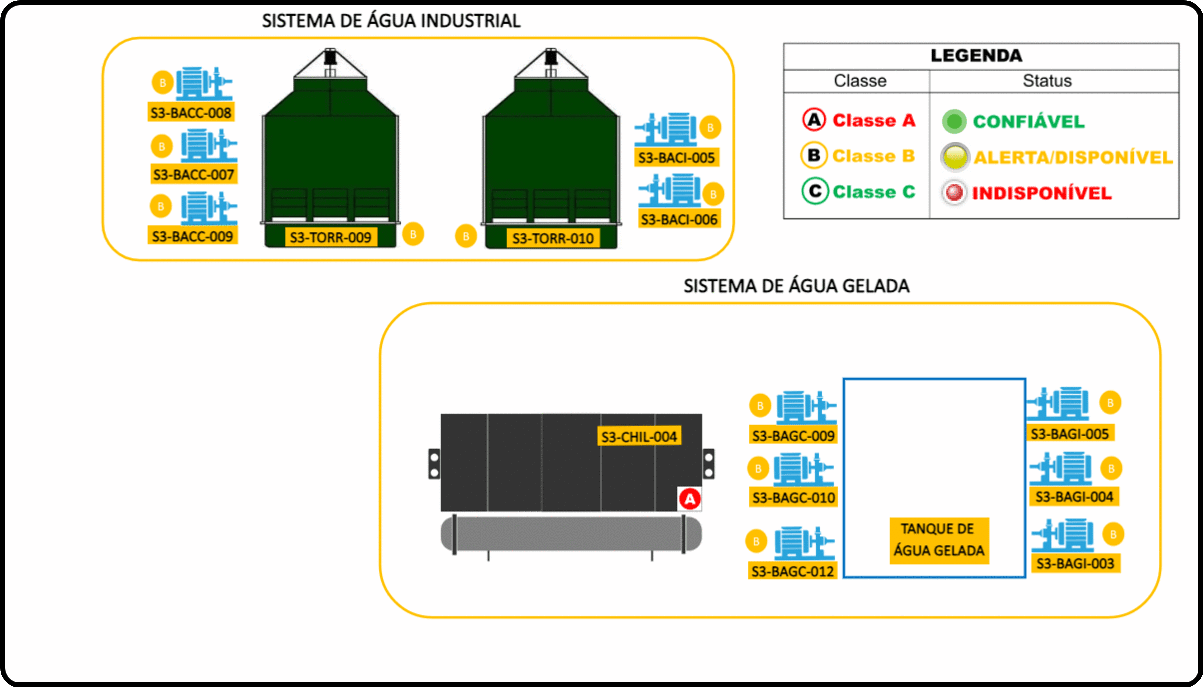 SISTEMA DE ÁGUA INDUSTRIAL
B
S3-BACC-008
B
S3-BACC-007
B
S3-BACC-009
S3-TORR-009
B
B
S3-TORR-010
B
S3-BACI-005
B
S3-BACI-006
LEGENDA
Classe Status
A Classe A CONFIÁVEL
B Classe B ALERTA/DISPONÍVEL
C Classe C INDISPONÍVEL
SISTEMA DE ÁGUA GELADA
S3-CHIL-004
A
B
S3-BAGC-009
B
S3-BAGC-010
B
S3-BAGC-012
TANQUE DE
ÁGUA GELADA
B
S3-BAGI-005
B
S3-BAGI-004
B
S3-BAGI-003